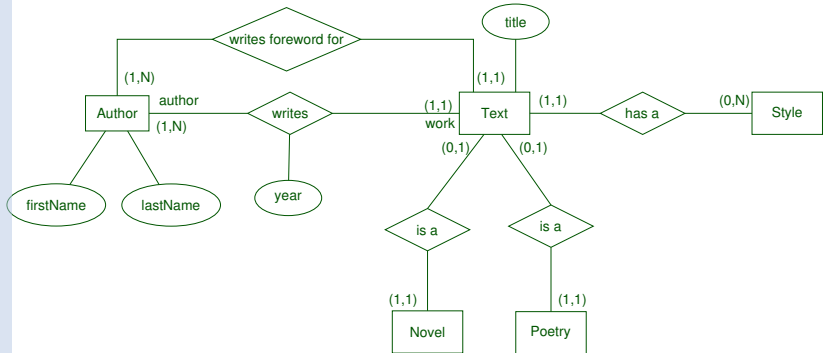 title
writes foreword for
(1,N)
(1,1)
Author
author
(1,N)
writes
(1,1)
work
Text
(1,1)
has a
(0,N)
Style
(0,1)
(0,1)
firstName
lastName
year
is a
is a
(1,1)
(1,1)
Novel
Poetry